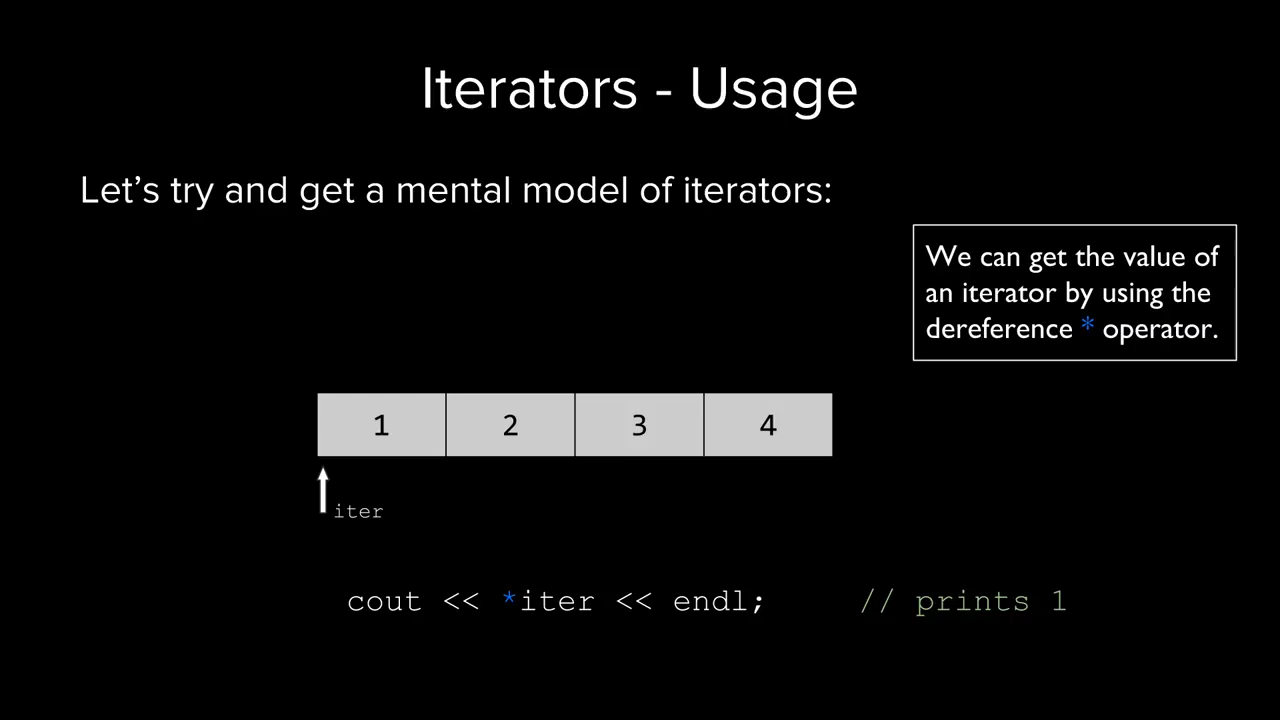 Iterators - Usage
Let’s try and get a mental model of iterators:
We can get the value of
an iterator by using the
dereference * operator.
1 2 3 4
iter
cout << *iter << endl; // prints 1